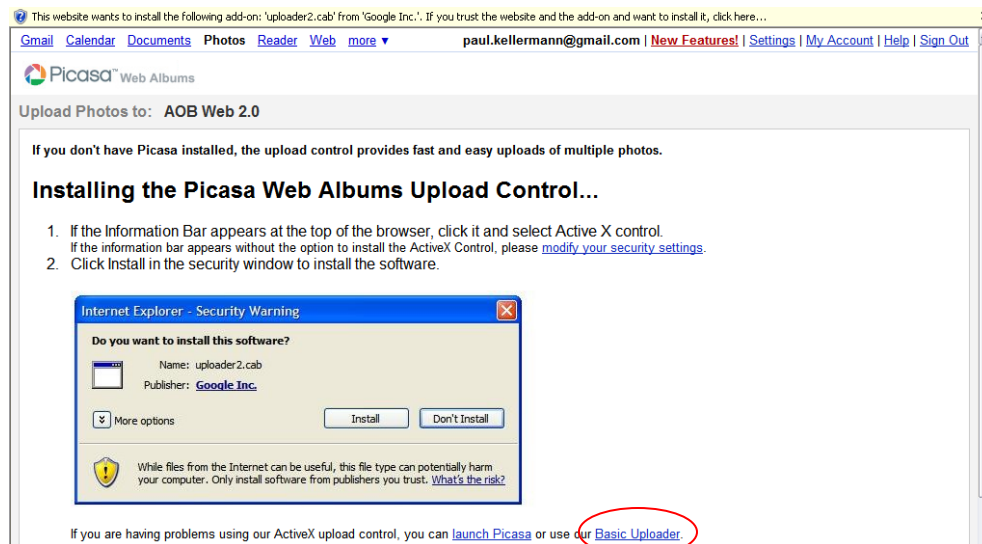 This website wants to install the following add-on: 'uploader2.cab' from 'Google Inc.'. If you trust the website and the add-on and want to install it, click here...
Gmail Calendar Documents Photos Reader Web more ▼ paul.kellermann@gmail.com | New Features! | Settings | My Account | Help | Sign Out
Picasa™ Web Albums
Upload Photos to: AOB Web 2.0
If you don't have Picasa installed, the upload control provides fast and easy uploads of multiple photos.
Installing the Picasa Web Albums Upload Control...
1. If the Information Bar appears at the top of the browser, click it and select Active X control.
If the information bar appears without the option to install the ActiveX Control, please modify your security settings.
2. Click Install in the security window to install the software.
Internet Explorer - Security Warning
Do you want to install this software?
Name: uploader2.cab
Publisher: Google Inc.
More options Install Don't Install
While files from the Internet can be useful, this file type can potentially harm
your computer. Only install software from publishers you trust. What's the risk?
If you are having problems using our ActiveX upload control, you can launch Picasa or use our Basic Uploader.